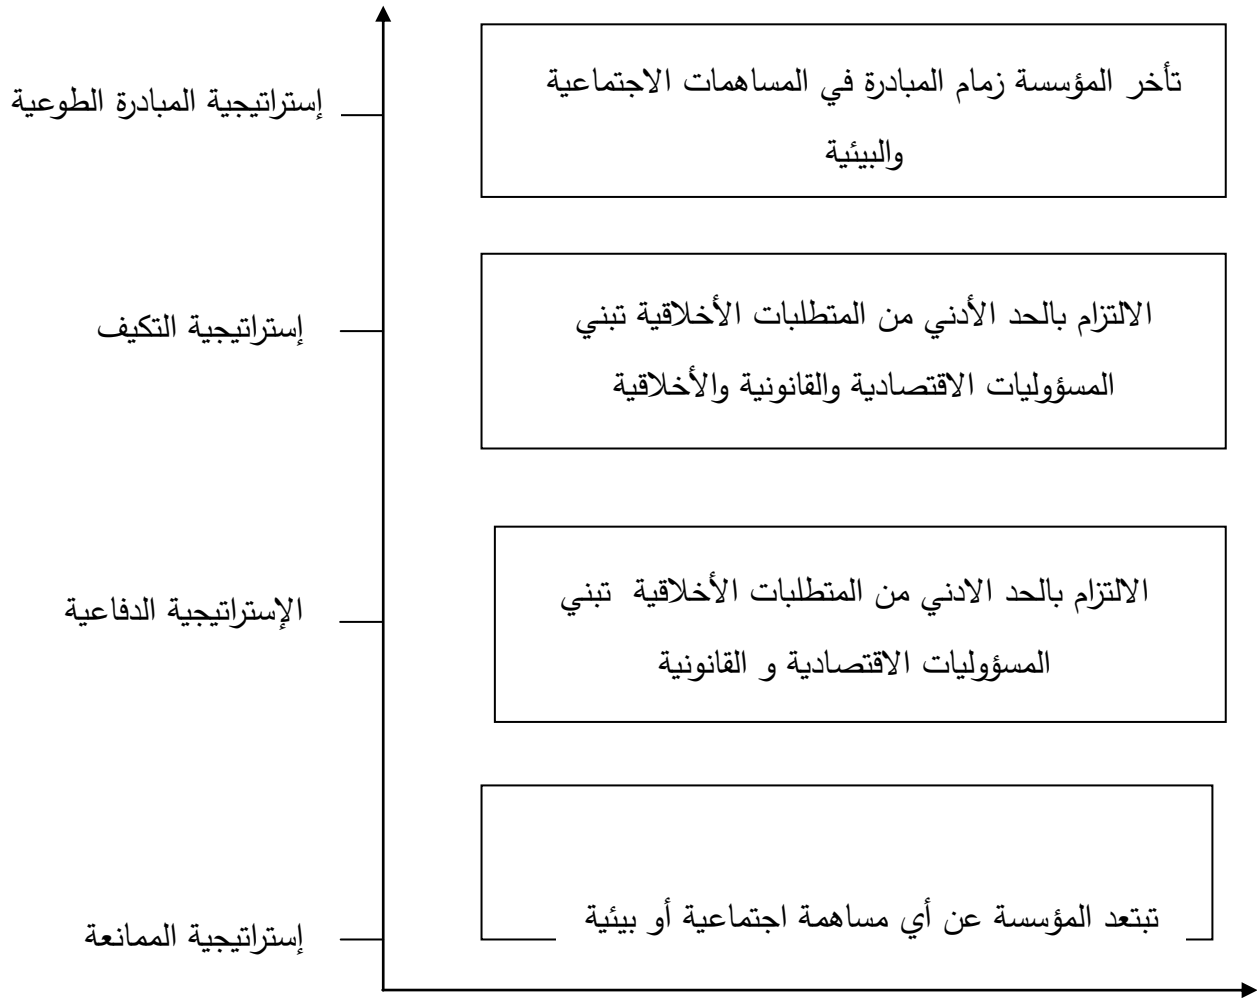 تأخر المؤسسة زمام المبادرة في المساهمات الاجتماعية
والبيئية
إستراتيجية المبادرة الطوعية
الالتزام بالحد الأدني من المتطلبات الأخلاقية تبني
المسؤوليات الاقتصادية والقانونية والأخلاقية
إستراتيجية التكيف
الالتزام بالحد الادني من المتطلبات الأخلاقية تبني
المسؤوليات الاقتصادية و القانونية
الإستراتيجية الدفاعية
تبتعد المؤسسة عن أي مساهمة اجتماعية أو بيئية
إستراتيجية الممانعة